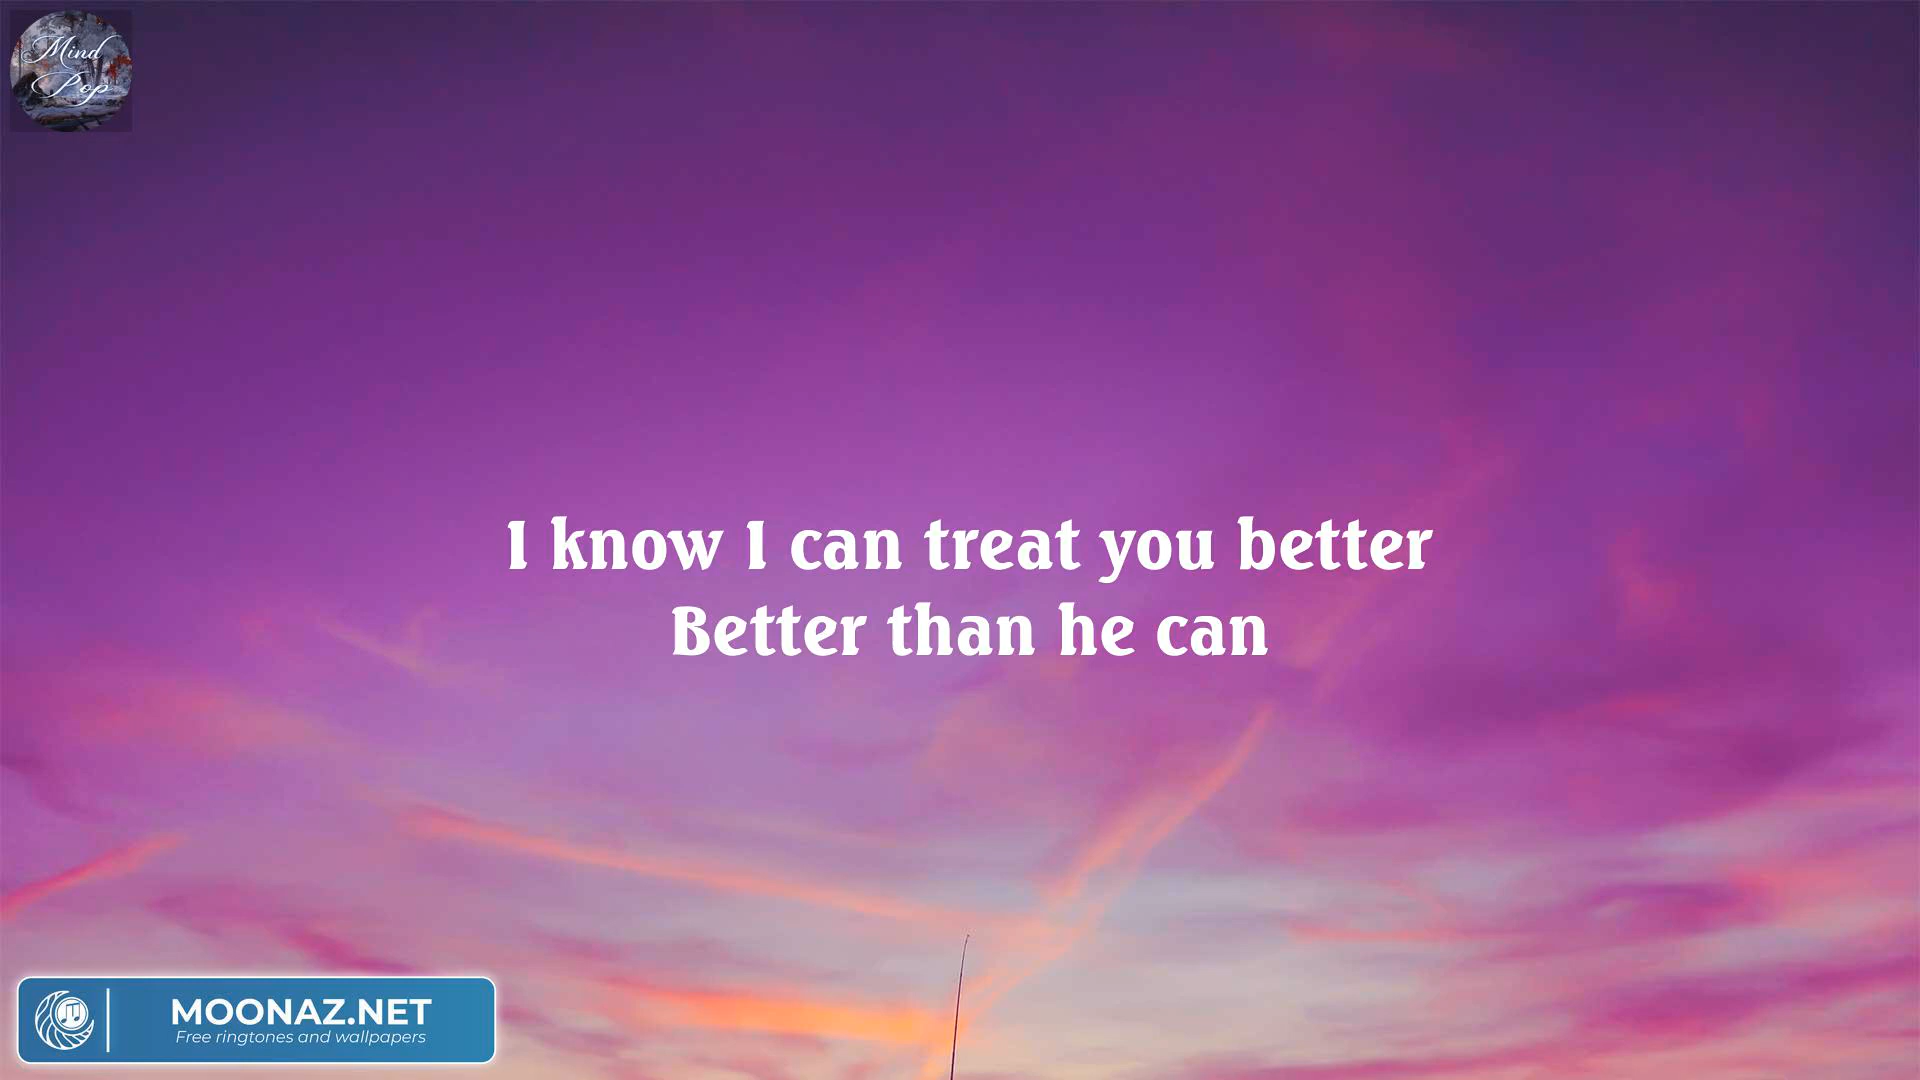 Mind
Pop
I know I can treat you better
Better than he can
MOONAZ.NET
Free ringtones and wallpapers